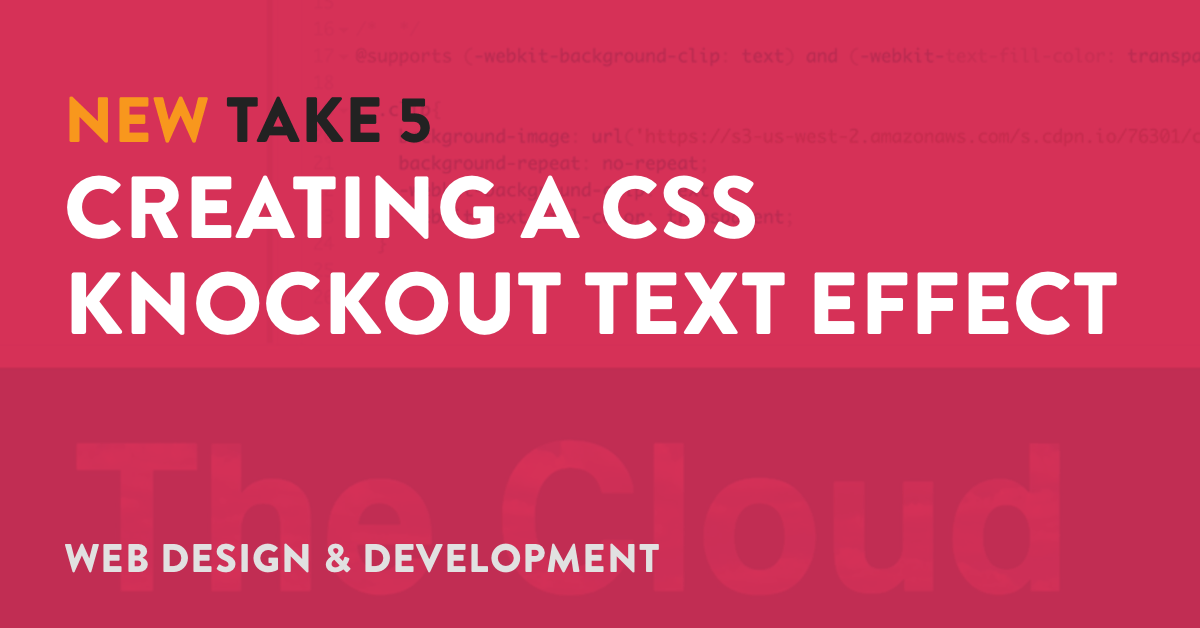 @supports (-webkit-background-clip: text) and (-webkit-text-fill-color: transpa
NEW TAKE 5
background-image: url('https://s3-us-west-2.amazonaws.com/s.cdpn.io/76301/c
background-repeat: no-repeat;
CREATING A CSS
KNOCKOUT TEXT EFFECT
The Cloud
WEB DESIGN & DEVELOPMENT